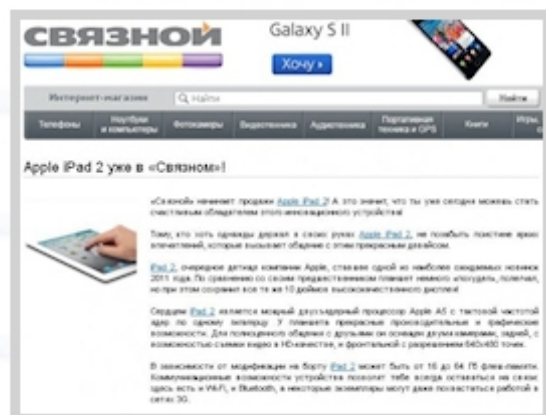 СВЯЗНОЙ
Galaxy S II
Хочу ›
Интернет-магазин
Найти
Найти
Телефоны
Ноутбуки
и компьютеры
Фотокамеры
Видеотехника
Аудиотехника
Портативная
техника и GPS
Книги
Игры,
Apple iPad 2 уже в «Связном»!
«Связной» начинает продажи Apple iPad 2! А это значит, что ты уже сегодня можешь стать
счастливым обладателем этого инновационного устройства!
Тому, кто хоть однажды держал в своих руках Apple iPad 2, не позабыть поистине ярких
впечатлений, которые вызывает общение с этим прекрасным девайсом.
iPad 2, очередное детище компании Apple, ставшее одной из наиболее ожидаемых новинок
2011 года. По сравнению со своим предшественником планшет немного «похудел», полегчал,
но при этом сохранил все те же 10 дюймов высококачественного дисплея!
Сердцем iPad 2 является мощный двухъядерный процессор Apple A5 с тактовой частотой
ядер по одному гигагерцу. У планшета прекрасные производительные и графические
возможности. Для полноценного общения с друзьями он оснащен двумя камерами, задней, с
возможностью съемки видео в HD-качестве, и фронтальной с разрешением 640x480 точек.
В зависимости от модификации на борту iPad 2 может быть от 16 до 64 Гб флеш-памяти.
Коммуникационные возможности устройства позволят тебе всегда оставаться на связи:
здесь есть и Wi-Fi, и Bluetooth, а некоторые экземпляры могут даже похвастаться работой в
сетях 3G.